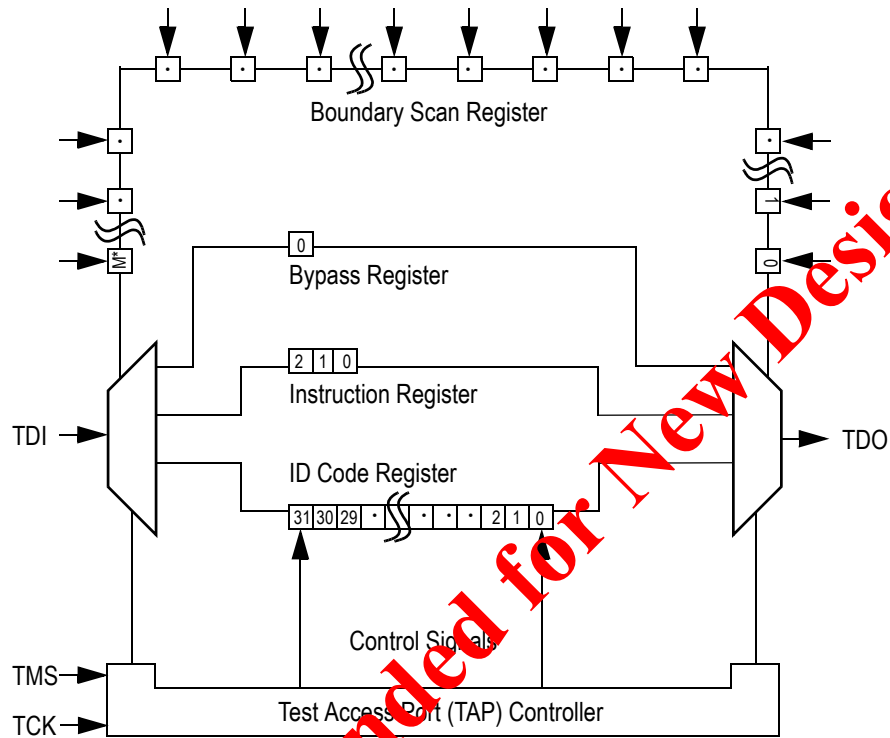 Boundary Scan Register
1
M*
0
0
Bypass Register
2 1 0
Instruction Register
TDI
TDO
ID Code Register
31 30 29 · · · · 2 1 0
Control Signals
TMS
Test Access Port (TAP) Controller
TCK
nded for New Desi